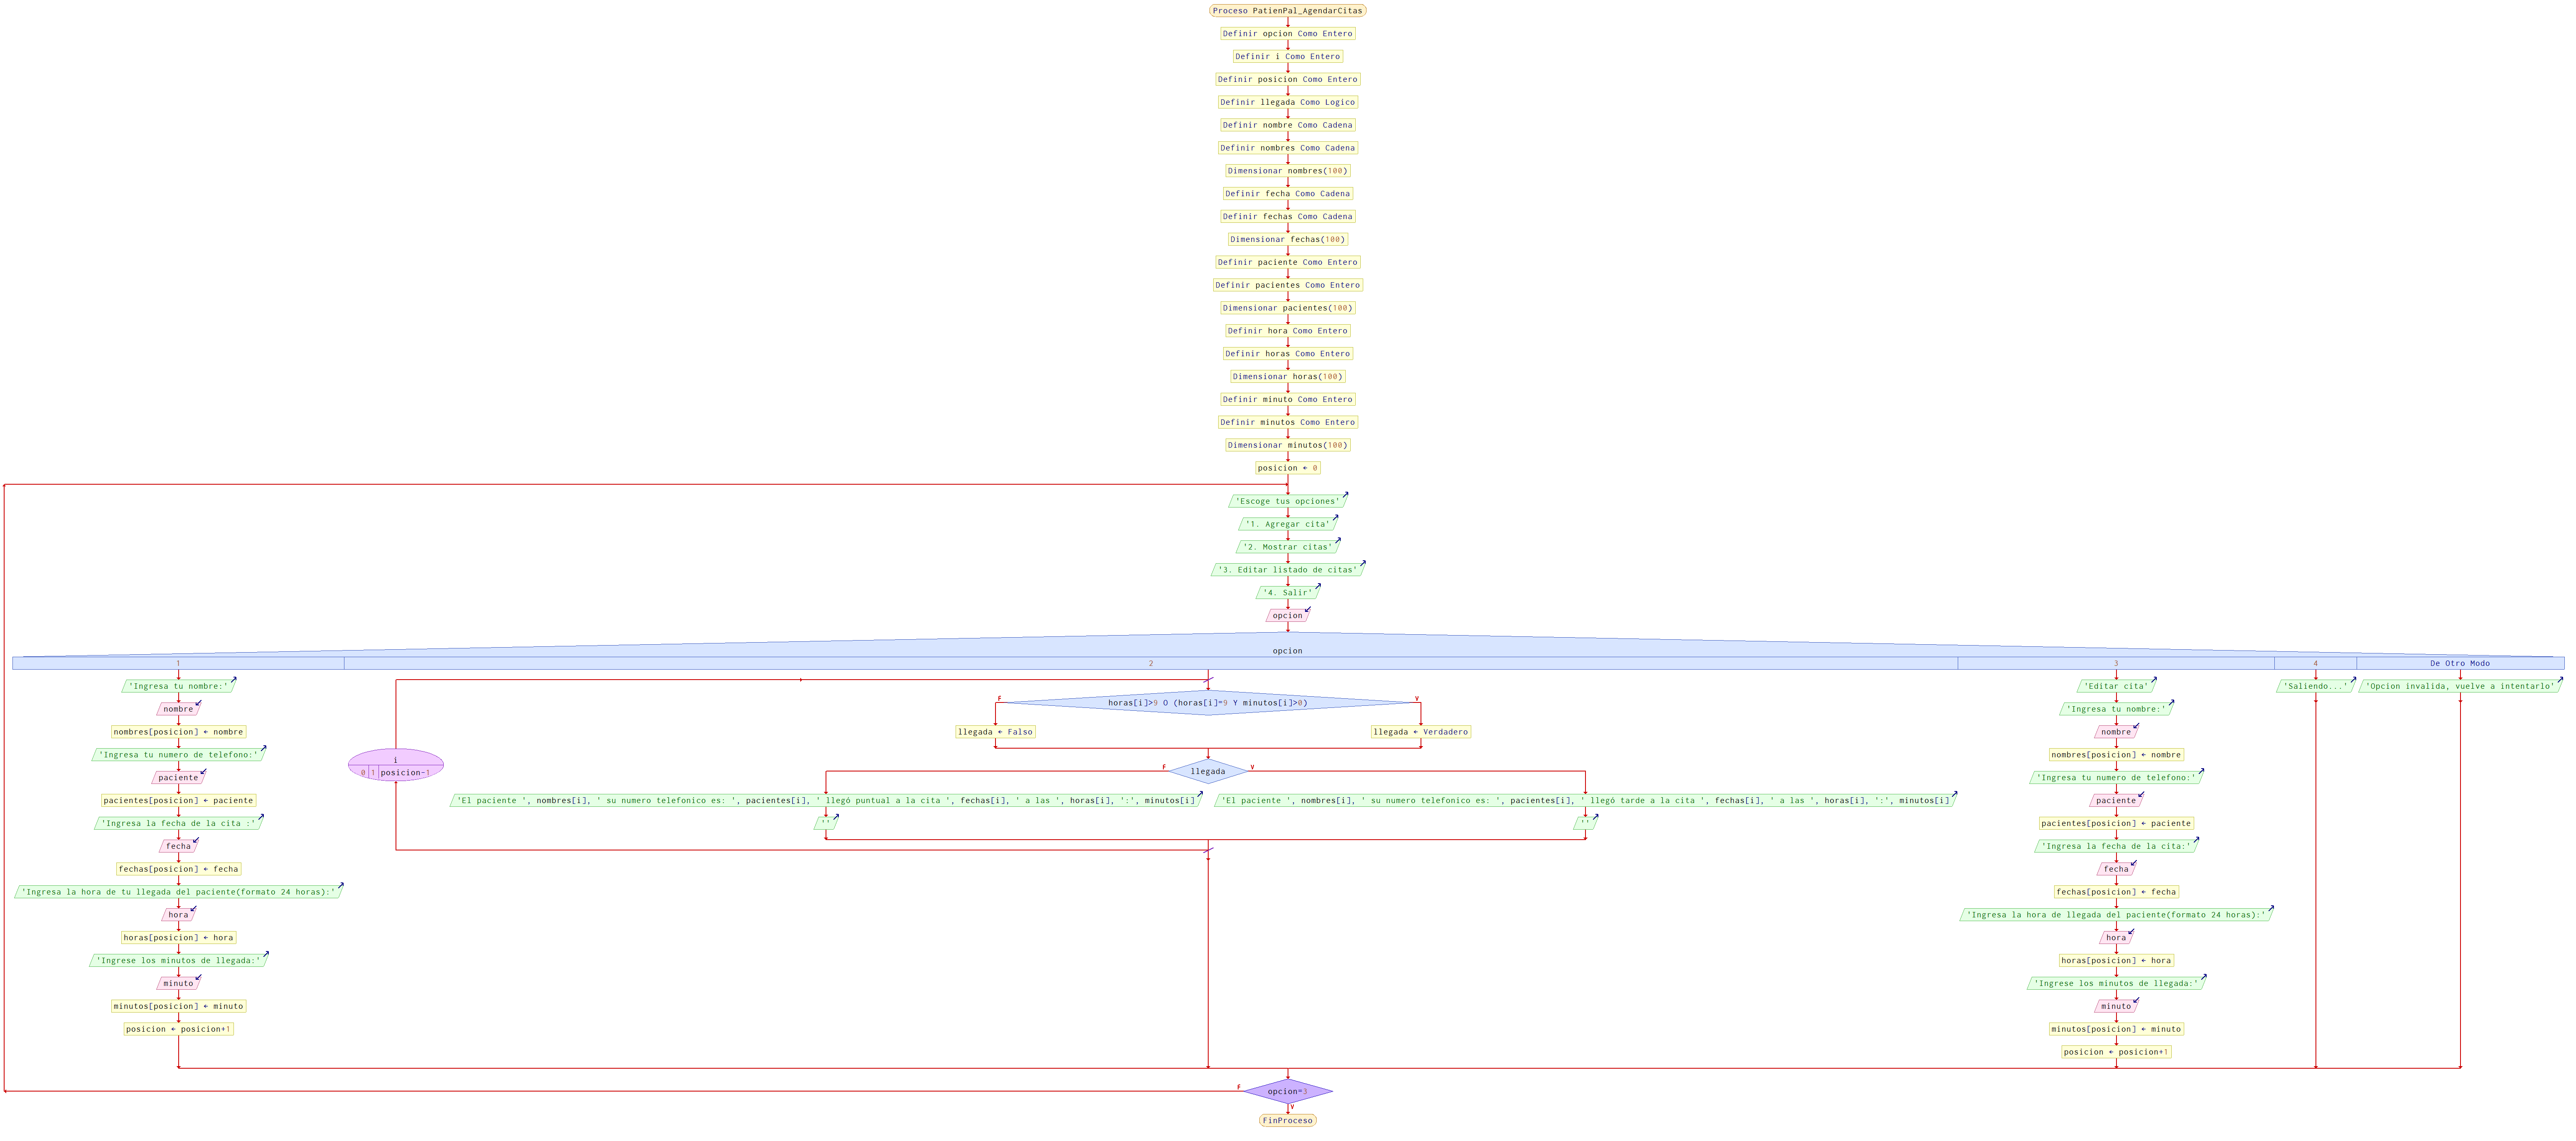 Proceso PatienPal_AgendarCitas
Definir opcion Como Entero
Definir i Como Entero
Definir posicion Como Entero
Definir llegada Como Logico
Definir nombre Como Cadena
Definir nombres Como Cadena
Dimensionar nombres(100)
Definir fecha Como Cadena
Definir fechas Como Cadena
Dimensionar fechas(100)
Definir paciente Como Entero
Definir pacientes Como Entero
Dimensionar pacientes(100)
Definir hora Como Entero
Definir horas Como Entero
Dimensionar horas(100)
Definir minuto Como Entero
Definir minutos Como Entero
Dimensionar minutos(100)
posicion ← 0
'Escoge tus opciones'
'1. Agregar cita'
'2. Mostrar citas'
'3. Editar listado de citas'
'4. Salir'
opcion
opcion
1
'Ingresa tu nombre:'
nombre
nombres[posicion] ← nombre
'Ingresa tu numero de telefono:'
paciente
pacientes[posicion] ← paciente
'Ingresa la fecha de la cita :'
fecha
fechas[posicion] ← fecha
'Ingresa la hora de tu llegada del paciente(formato 24 horas):'
hora
horas[posicion] ← hora
'Ingrese los minutos de llegada:'
minuto
minutos[posicion] ← minuto
posicion ← posicion+1
2
i
0 1 posicion-1
horas[i]>9 O (horas[i]=9 Y minutos[i]>0)
F
V
llegada ← Falso
llegada ← Verdadero
llegada
F
V
'El paciente ', nombres[i], ' su numero telefonico es: ', pacientes[i], ' llegó puntual a la cita ', fechas[i], ' a las ', horas[i], ':', minutos[i]
''
'El paciente ', nombres[i], ' su numero telefonico es: ', pacientes[i], ' llegó tarde a la cita ', fechas[i], ' a las ', horas[i], ':', minutos[i]
''
3
'Editar cita'
'Ingresa tu nombre:'
nombre
nombres[posicion] ← nombre
'Ingresa tu numero de telefono:'
paciente
pacientes[posicion] ← paciente
'Ingresa la fecha de la cita:'
fecha
fechas[posicion] ← fecha
'Ingresa la hora de llegada del paciente(formato 24 horas):'
hora
horas[posicion] ← hora
'Ingrese los minutos de llegada:'
minuto
minutos[posicion] ← minuto
posicion ← posicion+1
4
'Saliendo...'
De Otro Modo
'Opcion invalida, vuelve a intentarlo'
F
opcion=3
V
FinProceso